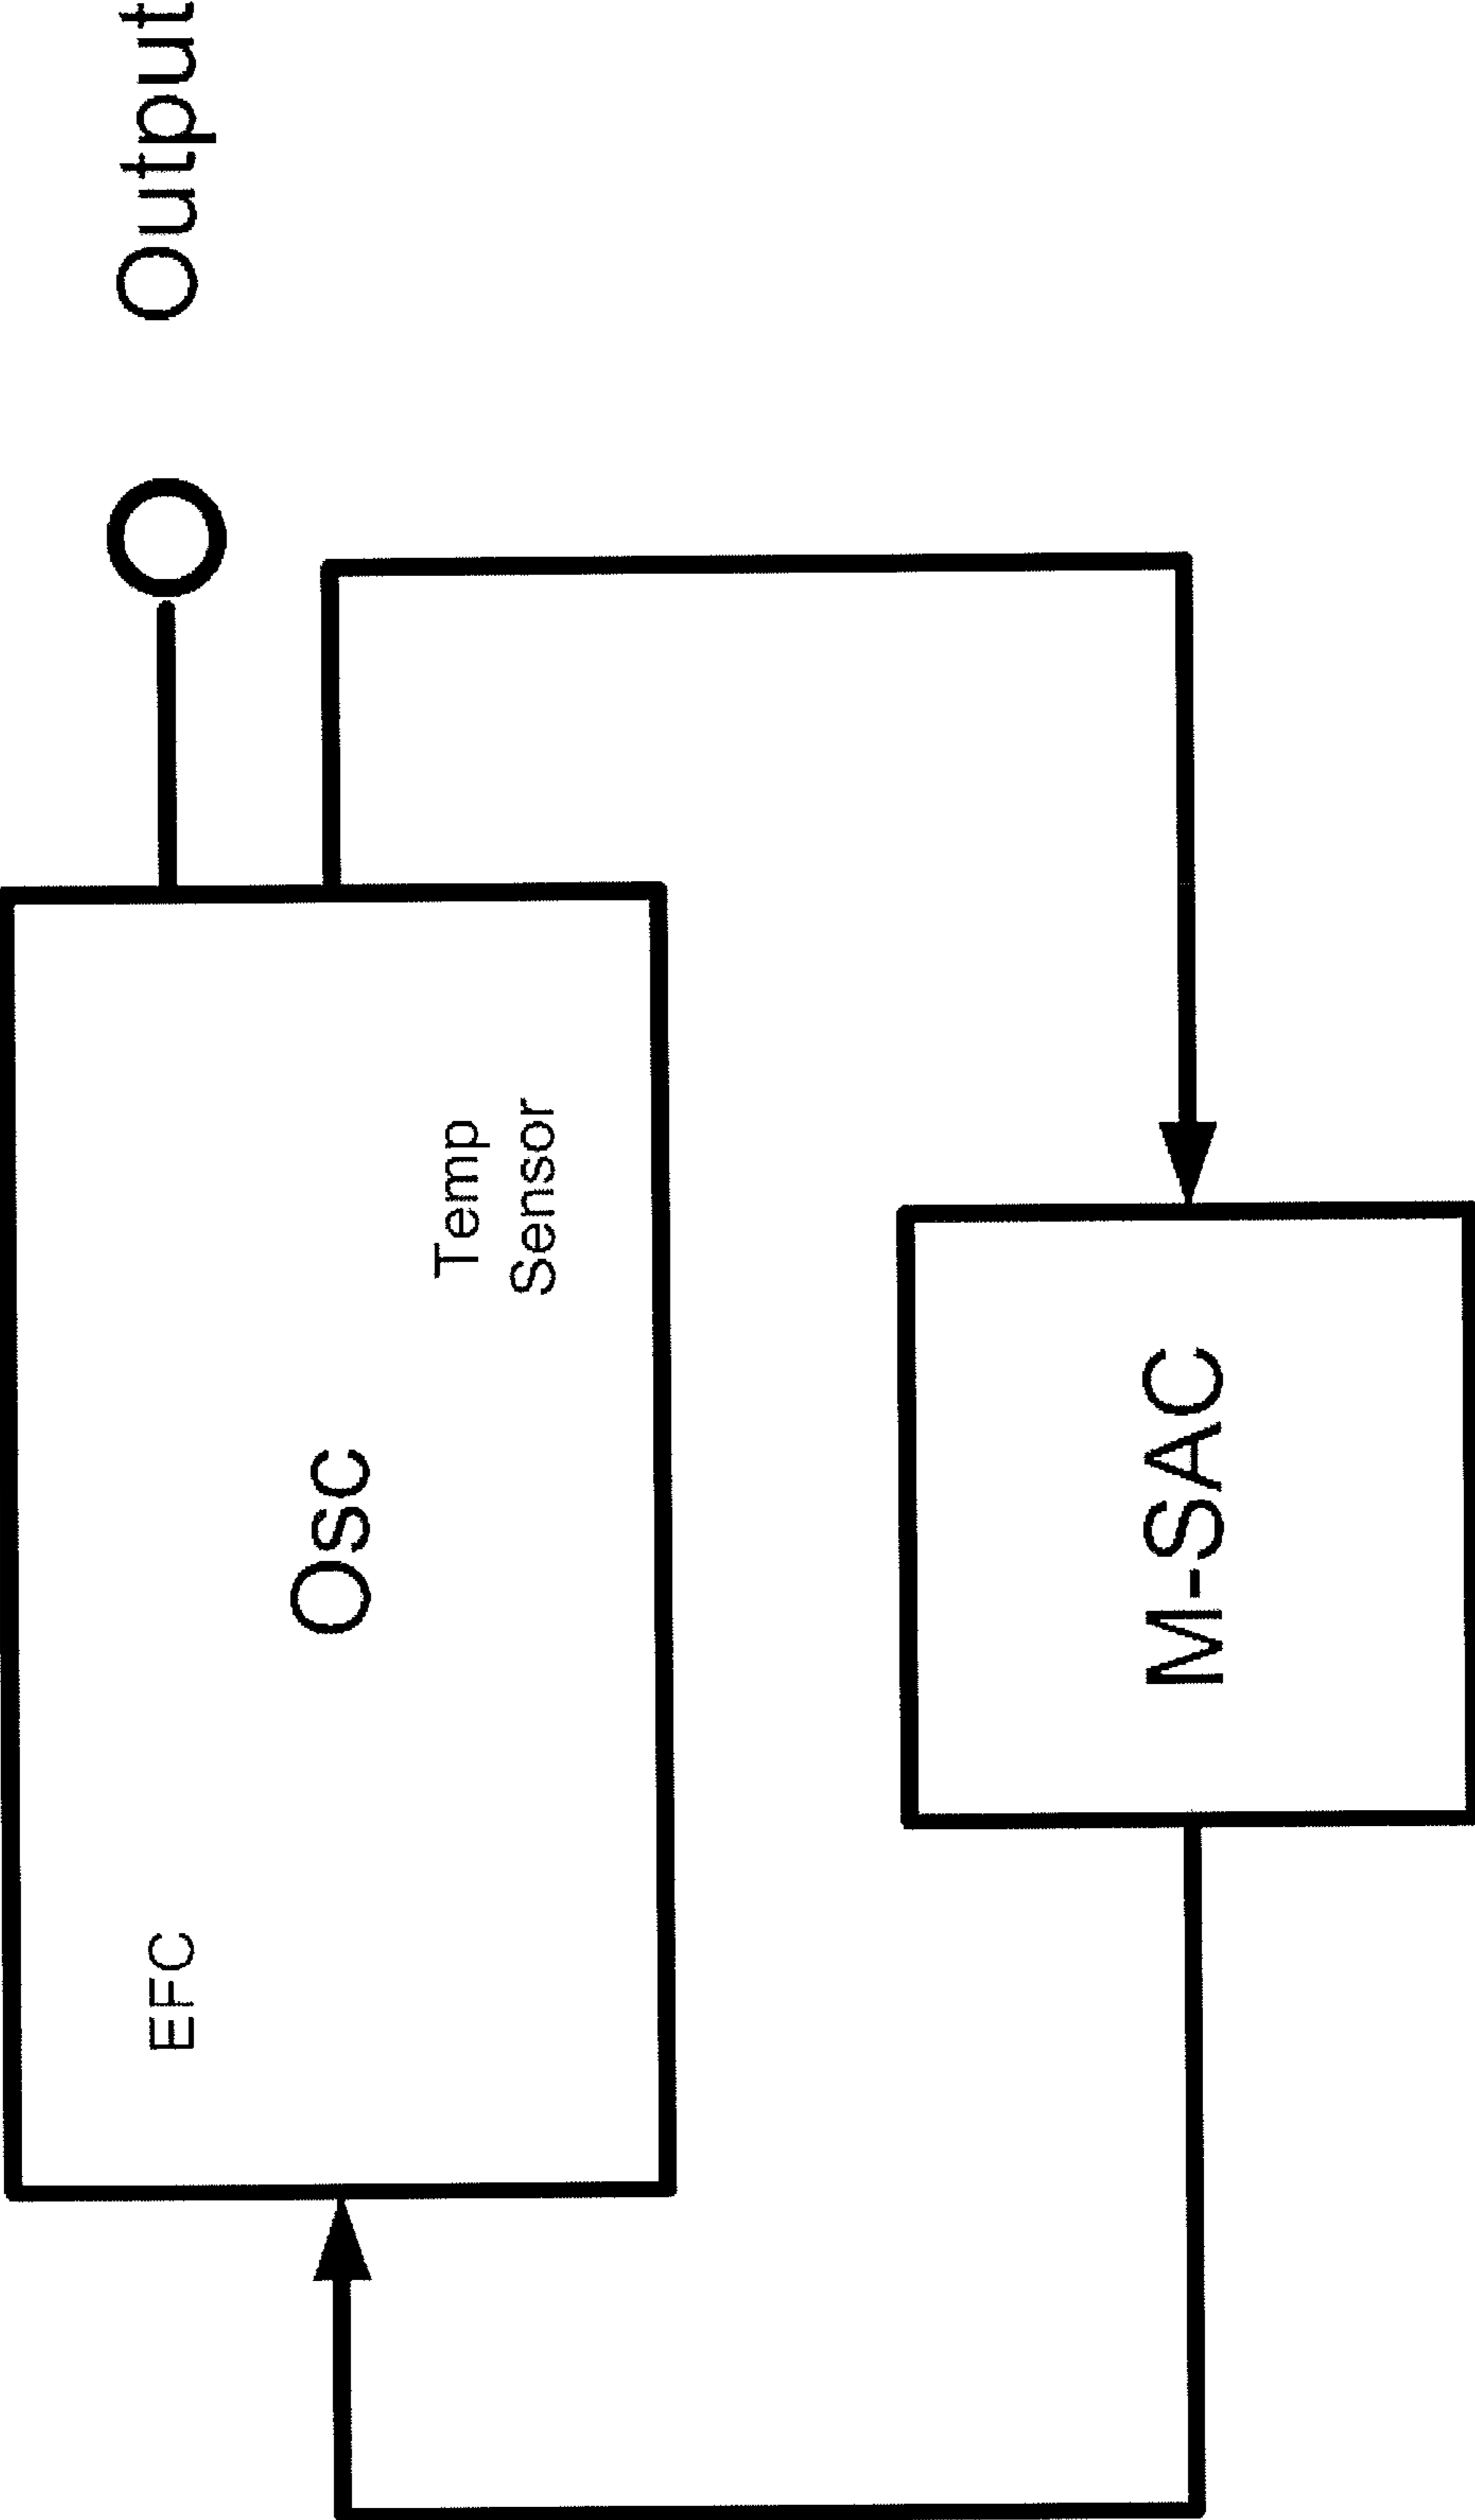 Output
EFC
Osc
Temp
Sensor
M-SAC